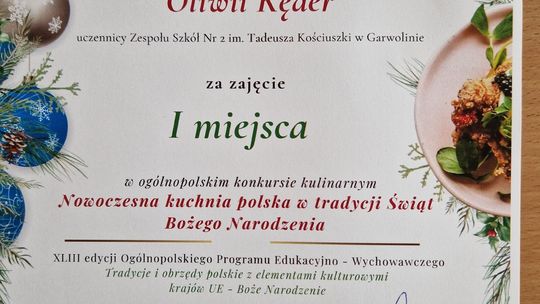 Oliwii Kęder
uczennicy Zespołu Szkół Nr 2 im. Tadeusza Kościuszki w Garwolinie
za zajęcie
I miejsca
w ogólnopolskim konkursie kulinarnym
Nowoczesna kuchnia polska w tradycji Świąt
Bożego Narodzenia
XLIII edycji Ogólnopolskiego Programu Edukacyjno - Wychowawczego
Tradycje i obrzędy polskie z elementami kulturowymi
krajów UE - Boże Narodzenie